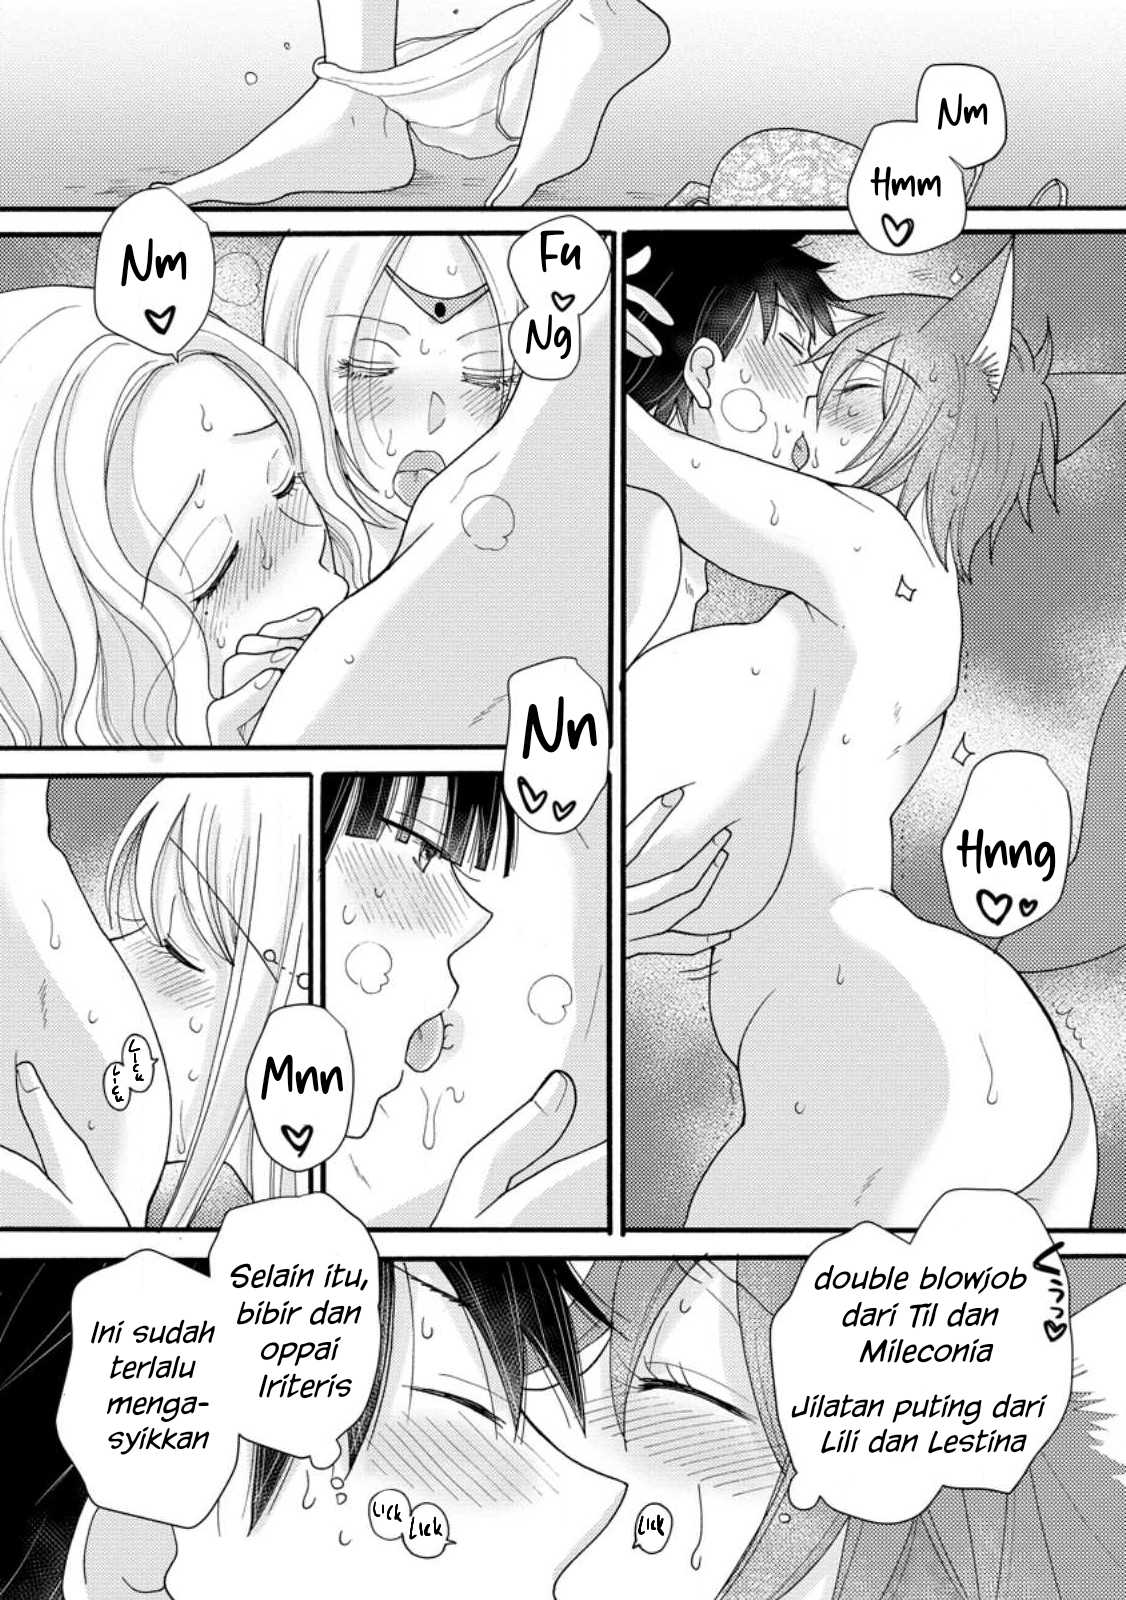 Nm
Hmm
Fu
Ng
Nm
Nn
Hnng
Mnn
Lick
Lick
double blowjob
dari Til dan
Mileconia
Jilatan puting dari
Lili dan Lestina
Selain itu,
bibir dan
oppai
Iriteris
Ini sudah
terlalu
menga-
syikkan
Lick
Lick
Lick